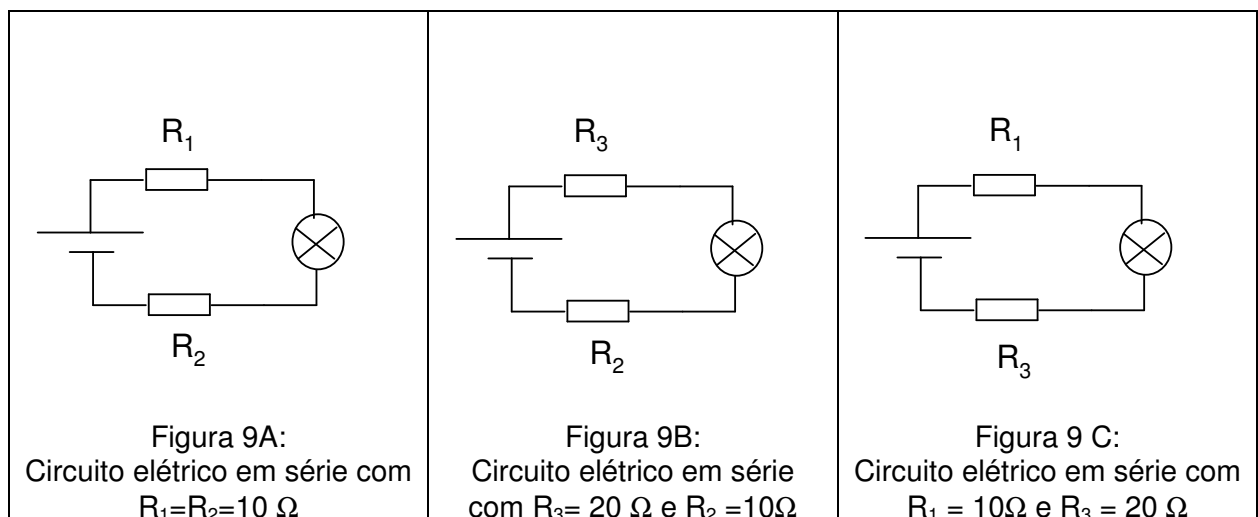 R₁
R₂
Figura 9A:
Circuito elétrico em série com
R₁=R₂=10 Ω
R₃
R₂
Figura 9B:
Circuito elétrico em série
com R₃= 20 Ω e R₂ =10Ω
R₁
R₃
Figura 9 C:
Circuito elétrico em série com
R₁ = 10Ω e R₃ = 20 Ω